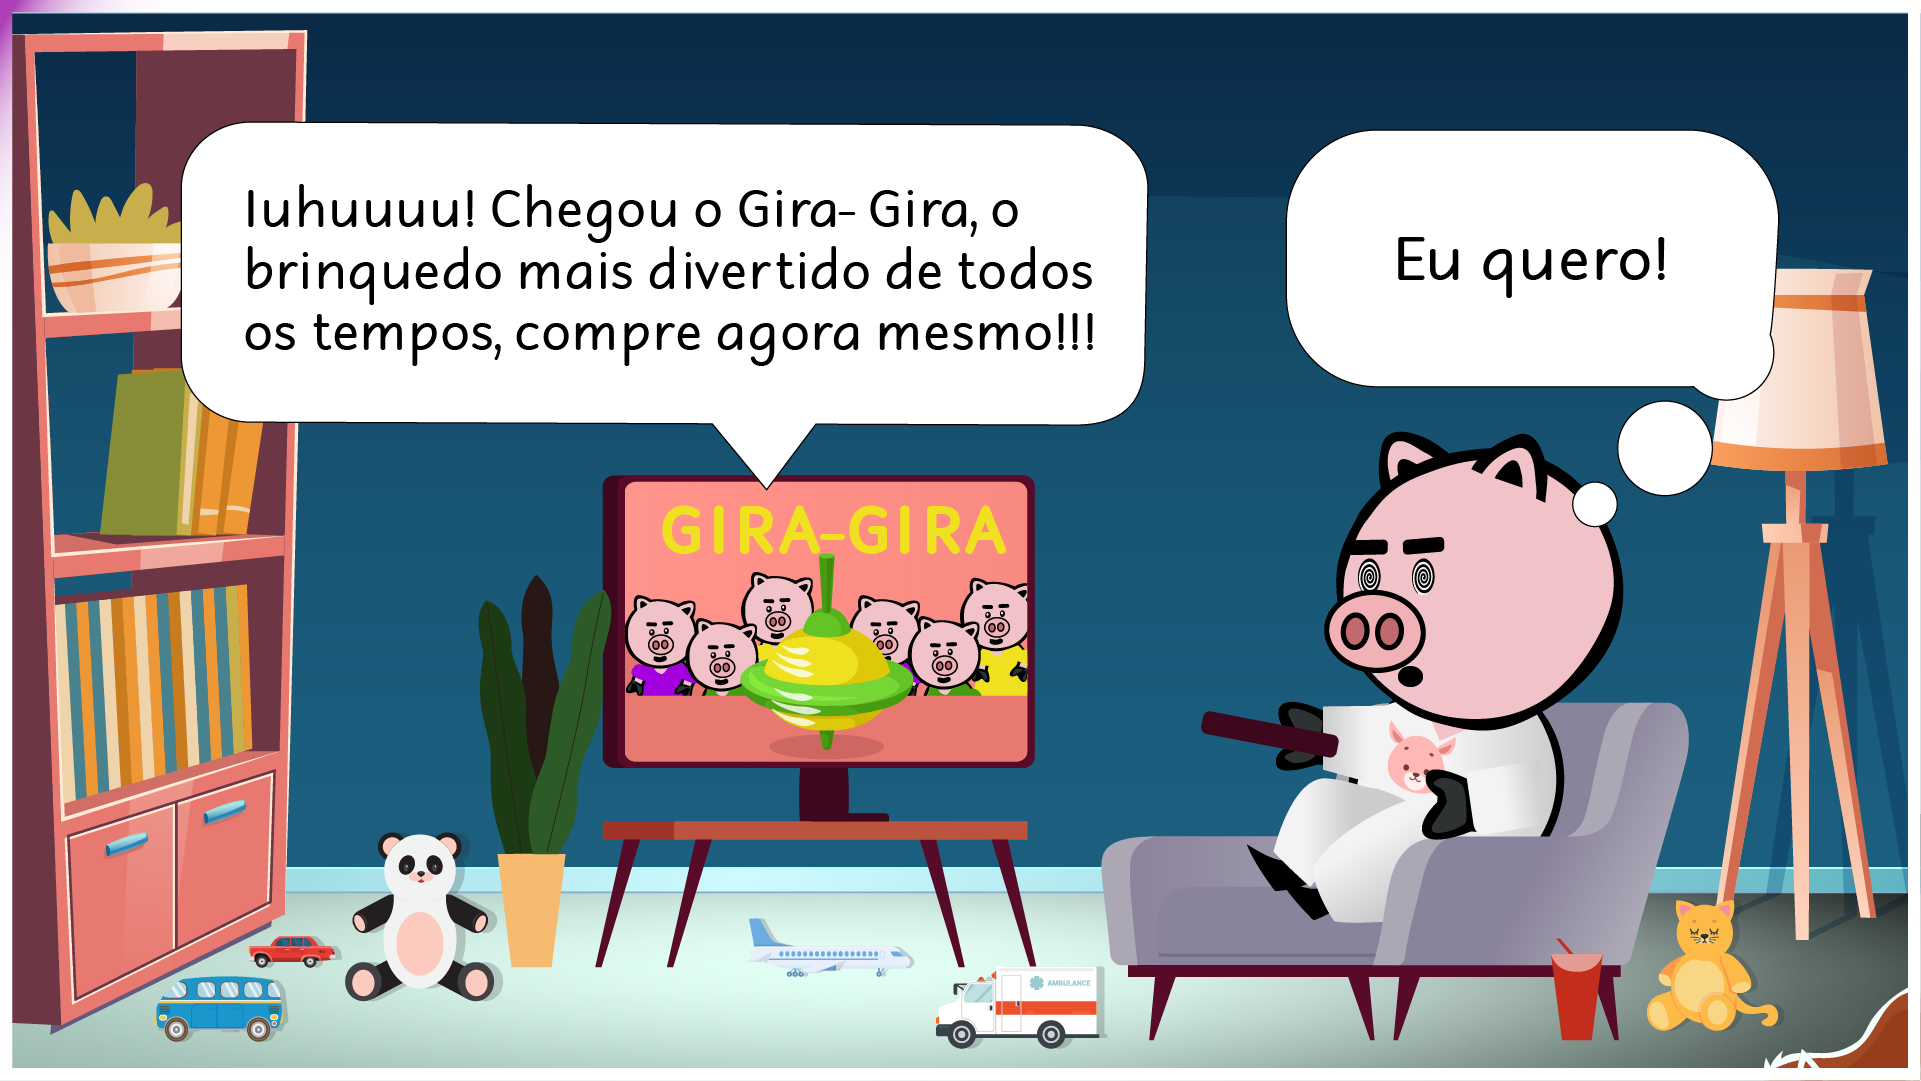 Iuhuuuu! Chegou o Gira- Gira, o
brinquedo mais divertido de todos
os tempos, compre agora mesmo!!!
Eu quero!
GIRA-GIRA
AMBULANCE